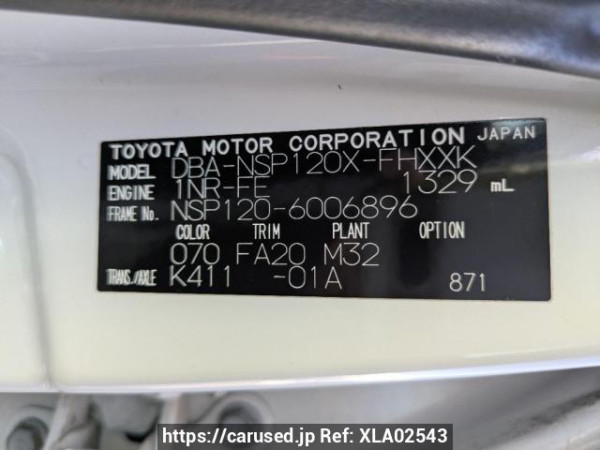 TOYOTA MOTOR CORPORATION JAPAN
MODEL DBA-NSP120X-FHXXK
ENGINE 1NR-FE 1329 mL
FRAME No. NSP120-6006896
COLOR TRIM PLANT OPTION
070 FA20 M32
TRANS./AXLE K411 -01A 871
https://carused.jp Ref: XLA02543